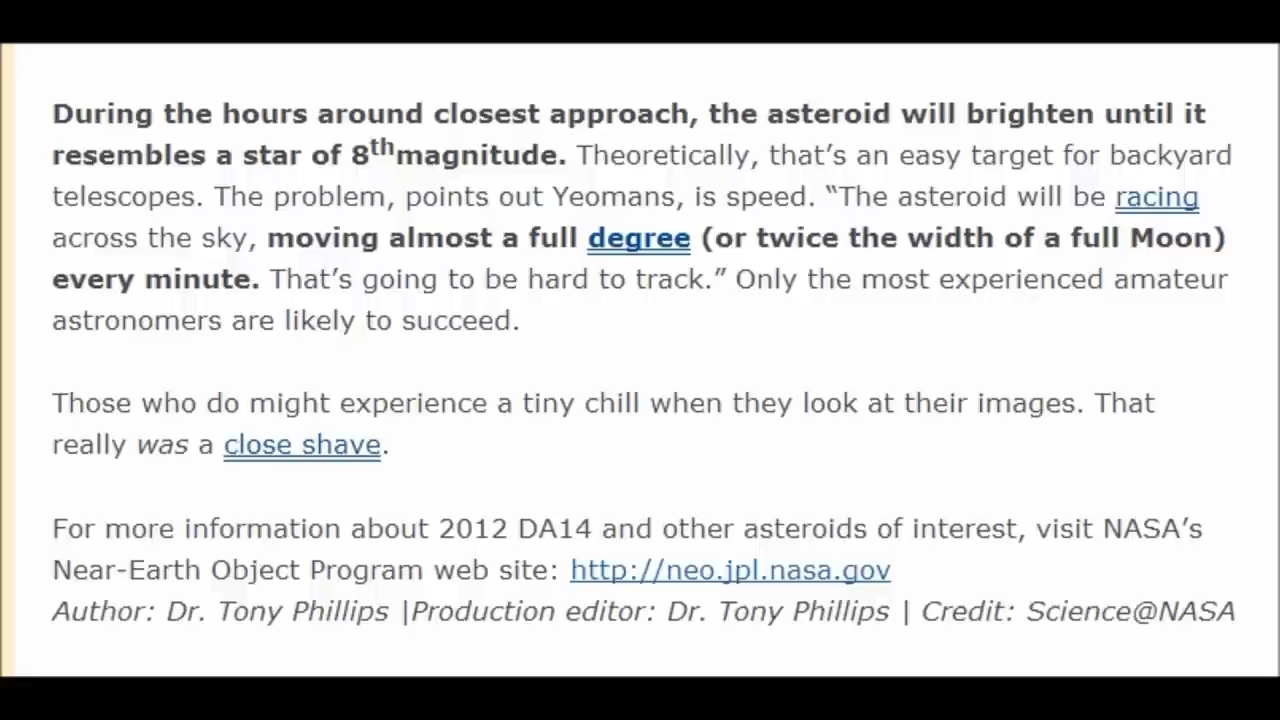 During the hours around closest approach, the asteroid will brighten until it
resembles a star of 8thmagnitude. Theoretically, that’s an easy target for backyard
telescopes. The problem, points out Yeomans, is speed. “The asteroid will be racing
across the sky, moving almost a full degree (or twice the width of a full Moon)
every minute. That’s going to be hard to track.” Only the most experienced amateur
astronomers are likely to succeed.
Those who do might experience a tiny chill when they look at their images. That
really was a close shave.
For more information about 2012 DA14 and other asteroids of interest, visit NASA’s
Near-Earth Object Program web site: http://neo.jpl.nasa.gov
Author: Dr. Tony Phillips |Production editor: Dr. Tony Phillips | Credit: Science@NASA